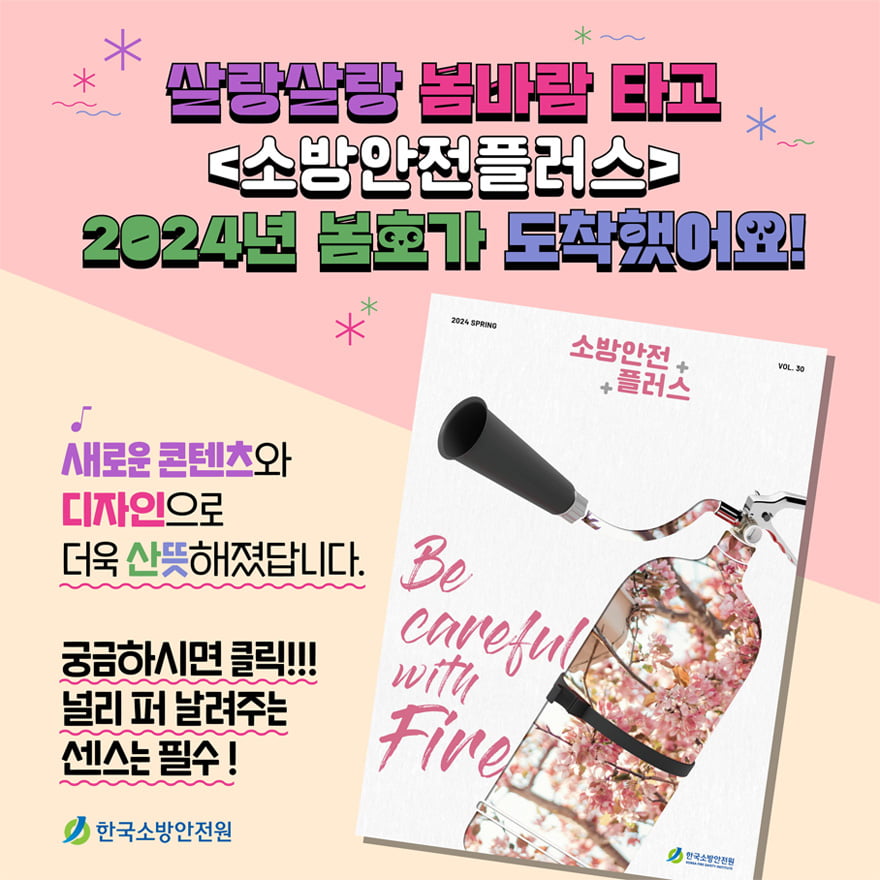 살랑살랑 봄바람 타고
<소방안전플러스>
2024년 봄호가 도착했어요!
2024 SPRING
소방안전+
+플러스
VOL. 30
새로운 콘텐츠와
디자인으로
더욱 산뜻해졌답니다.
궁금하시면 클릭!!!
널리 퍼 날려주는
센스는 필수!
한국소방안전원
Be
careful
with
Fire
한국소방안전원
KOREA FIRE SAFETY INSTITUTE